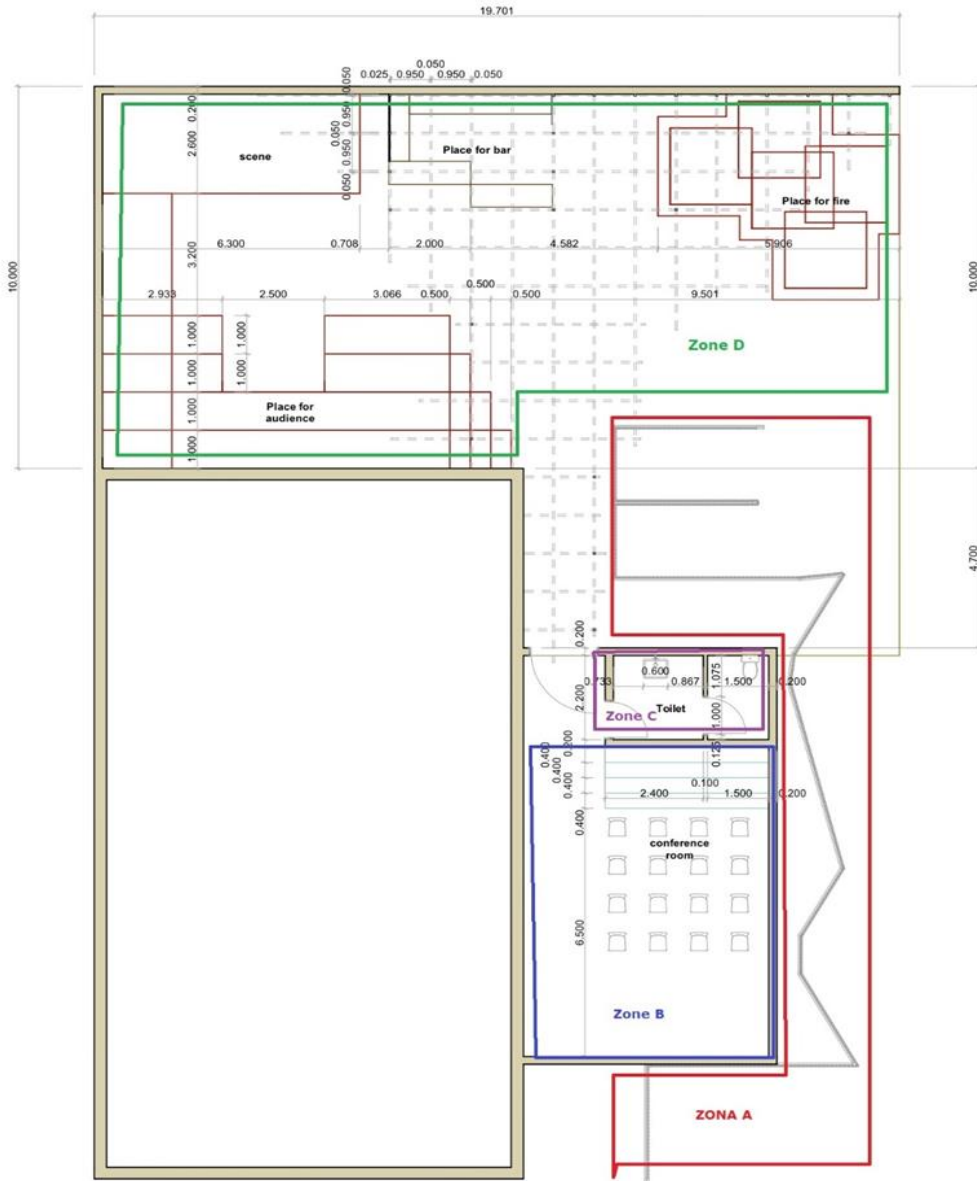 19.701
0.050
0.025 0.950 0.950 0.050
0.050
0.200
0.950
2.600
0.050
0.950
0.050
scene
Place for bar
Place for fire
10.000
10.000
3.200
6.300 0.708 2.000 4.582 5.906
0.500
2.933 2.500 3.066 0.500 0.500 9.501
1.000
1.000
1.000
1.000
1.000
1.000
Zone D
Place for
audience
4.700
0.200
0.733 0.600 0.867 1.075 1.500 0.200
2.200
Zone C
Toilet
1.000
0.200
0.125
0.400
0.400
0.400
0.100
2.400 1.500 0.200
0.400
conference
room
6.500
Zone B
ZONA A